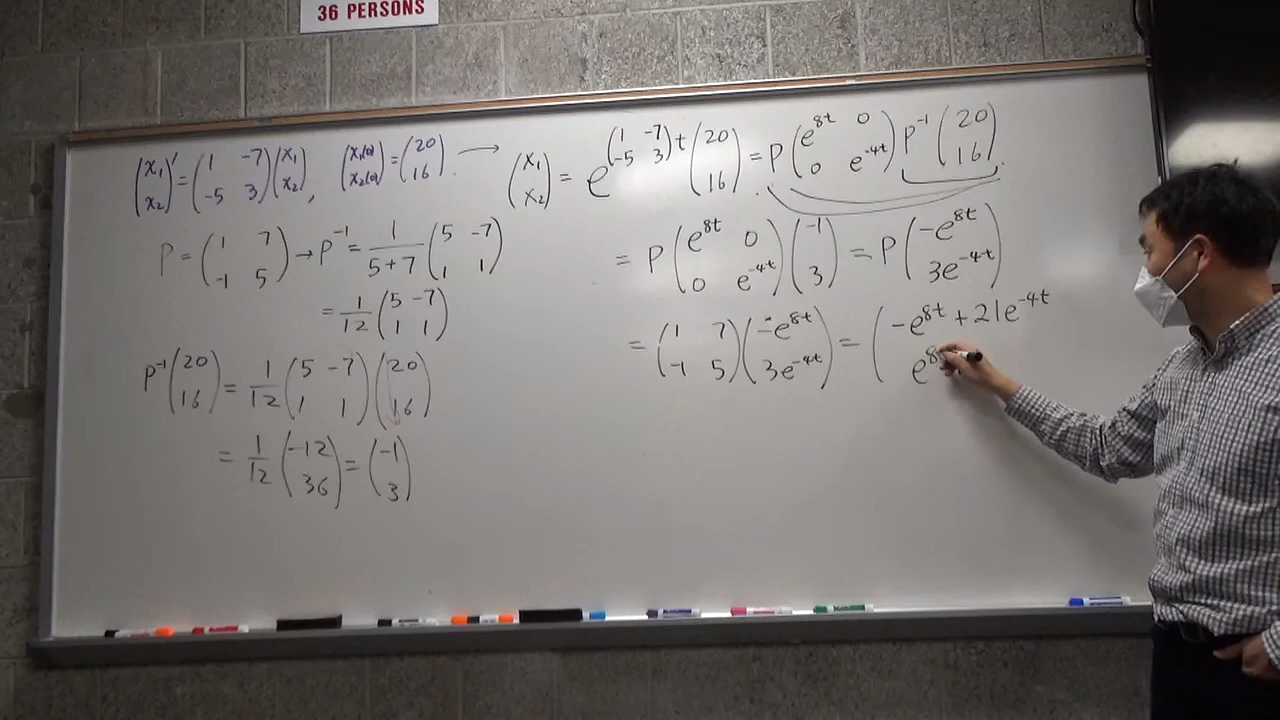 36 PERSONS
(x₁ x₂)' = (1 -7; -5 3)(x₁ x₂), (x₁(0) x₂(0)) = (20 16). → (x₁ x₂) = e^{(1 -7; -5 3)t} (20 16) = P (e^{8t} 0; 0 e^{-4t}) P⁻¹ (20 16).
P = (1 7; -1 5) → P⁻¹ = 1/(5+7) (5 -7; 1 1)
= 1/12 (5 -7; 1 1)
P⁻¹ (20 16) = 1/12 (5 -7; 1 1)(20 16)
= 1/12 (-12 36) = (-1 3)
= P (e^{8t} 0; 0 e^{-4t}) (-1 3) = P (-e^{8t} 3e^{-4t})
= (1 7; -1 5)(-e^{8t} 3e^{-4t}) = (-e^{8t} + 21e^{-4t} e^{8